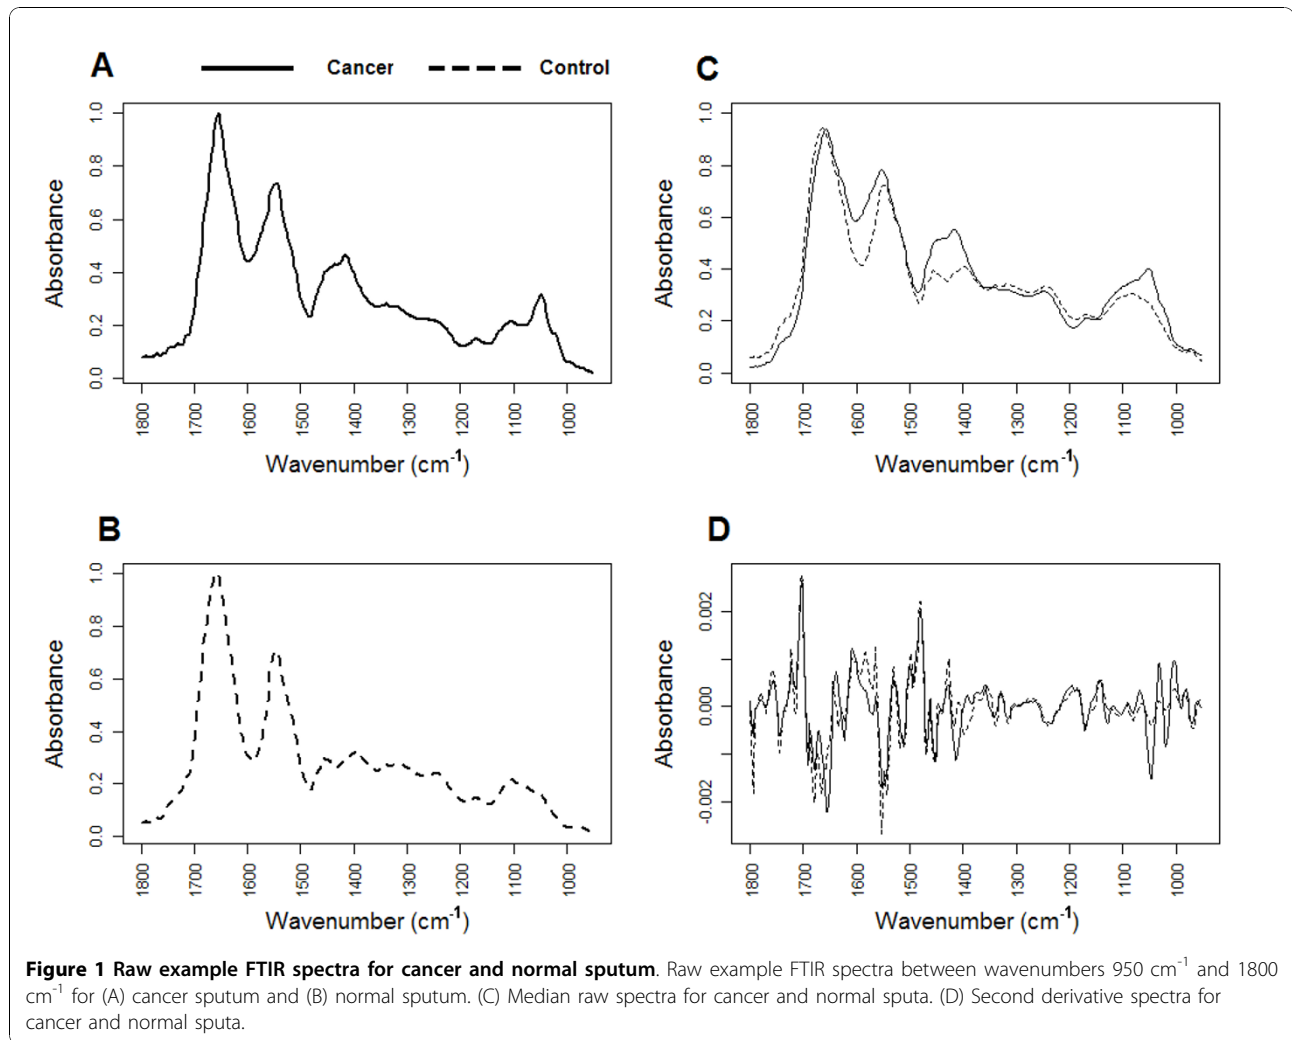 A
Cancer
Control
Absorbance
0.0 0.2 0.4 0.6 0.8 1.0
1800 1700 1600 1500 1400 1300 1200 1100 1000
Wavenumber (cm⁻¹)
C
Absorbance
0.0 0.2 0.4 0.6 0.8 1.0
1800 1700 1600 1500 1400 1300 1200 1100 1000
Wavenumber (cm⁻¹)
B
Absorbance
0.0 0.2 0.4 0.6 0.8 1.0
1800 1700 1600 1500 1400 1300 1200 1100 1000
Wavenumber (cm⁻¹)
D
Absorbance
-0.002 0.000 0.002
1800 1700 1600 1500 1400 1300 1200 1100 1000
Wavenumber (cm⁻¹)
Figure 1 Raw example FTIR spectra for cancer and normal sputum. Raw example FTIR spectra between wavenumbers 950 cm⁻¹ and 1800
cm⁻¹ for (A) cancer sputum and (B) normal sputum. (C) Median raw spectra for cancer and normal sputa. (D) Second derivative spectra for
cancer and normal sputa.